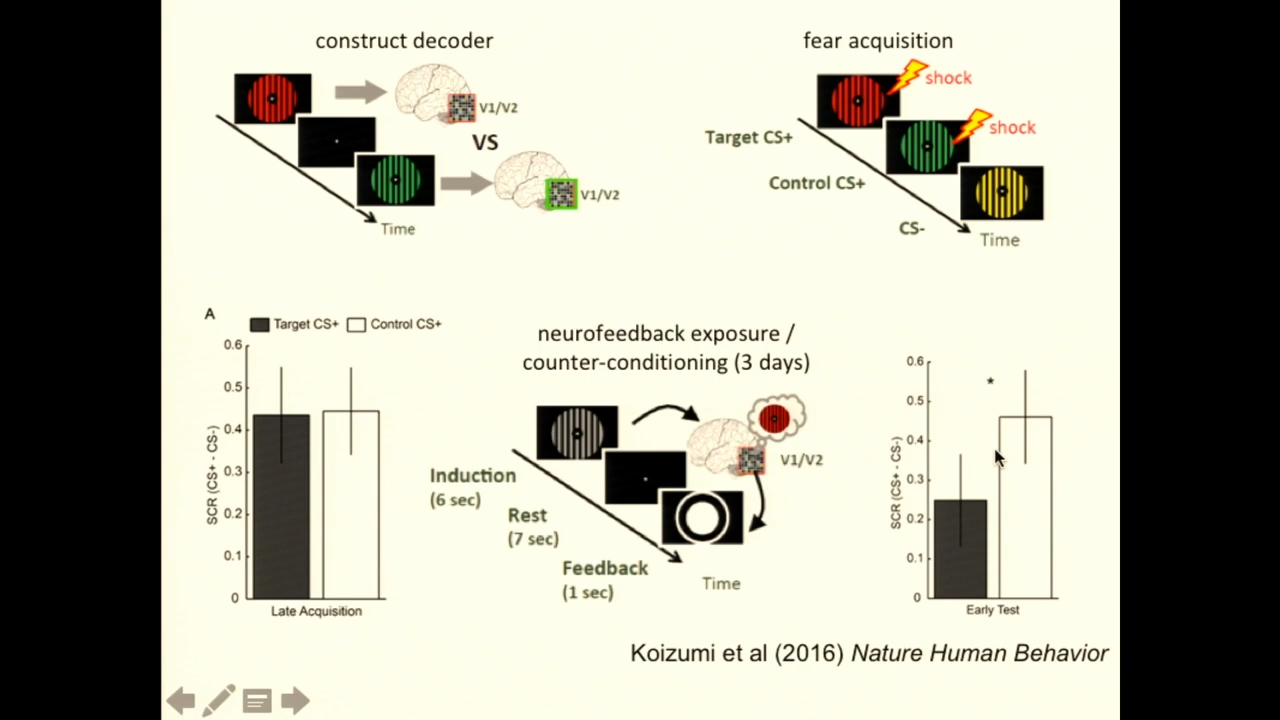 construct decoder
V1/V2
VS
V1/V2
Time
fear acquisition
shock
Target CS+
shock
Control CS+
CS-
Time
A
Target CS+ Control CS+
0.6
0.5
0.4
0.3
0.2
0.1
0
SCR (CS+ - CS-)
Late Acquisition
neurofeedback exposure /
counter-conditioning (3 days)
V1/V2
Induction
(6 sec)
Rest
(7 sec)
Feedback
(1 sec)
Time
0.6
0.5
0.4
0.3
0.2
0.1
0
SCR (CS+ - CS-)
*
Early Test
Koizumi et al (2016) Nature Human Behavior